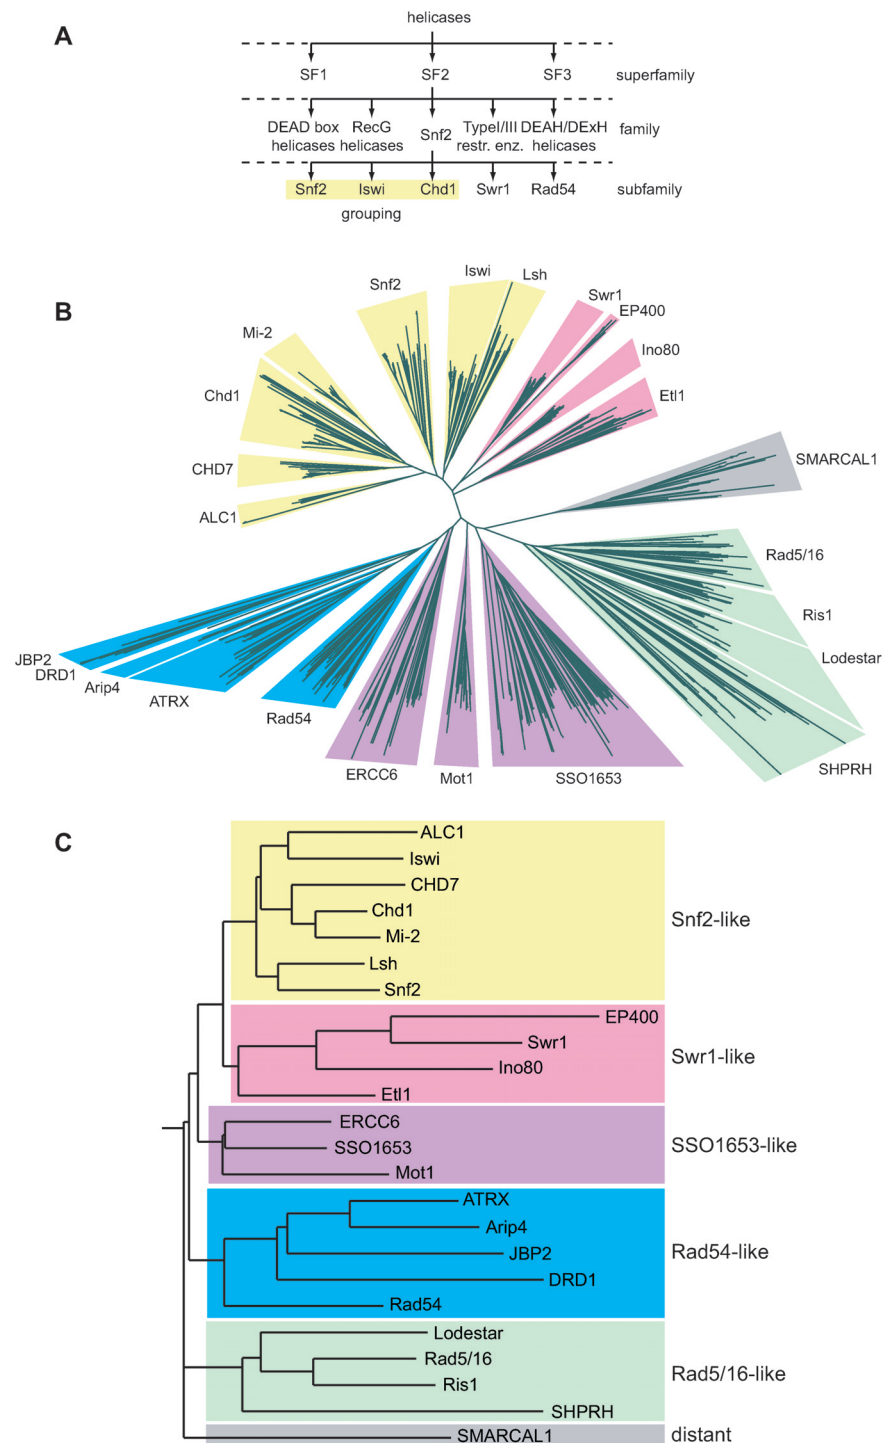 A
helicases
SF1 SF2 SF3 superfamily
DEAD box RecG Snf2 TypeI/III DEAH/DExH family
helicases helicases restr. enz. helicases
Snf2 Iswi Chd1 Swr1 Rad54 subfamily
grouping
B
Iswi Lsh
Snf2
Swr1
EP400
Mi-2
Ino80
Chd1
Etl1
SMARCAL1
CHD7
ALC1
Rad5/16
Ris1
Lodestar
JBP2
DRD1
Arip4
ATRX
Rad54
SHPRH
ERCC6 Mot1 SSO1653
C
ALC1
Iswi
CHD7
Chd1
Snf2-like
Mi-2
Lsh
Snf2
EP400
Swr1
Swr1-like
Ino80
Etl1
ERCC6
SSO1653
SSO1653-like
Mot1
ATRX
Arip4
JBP2
Rad54-like
DRD1
Rad54
Lodestar
Rad5/16
Rad5/16-like
Ris1
SHPRH
SMARCAL1
distant